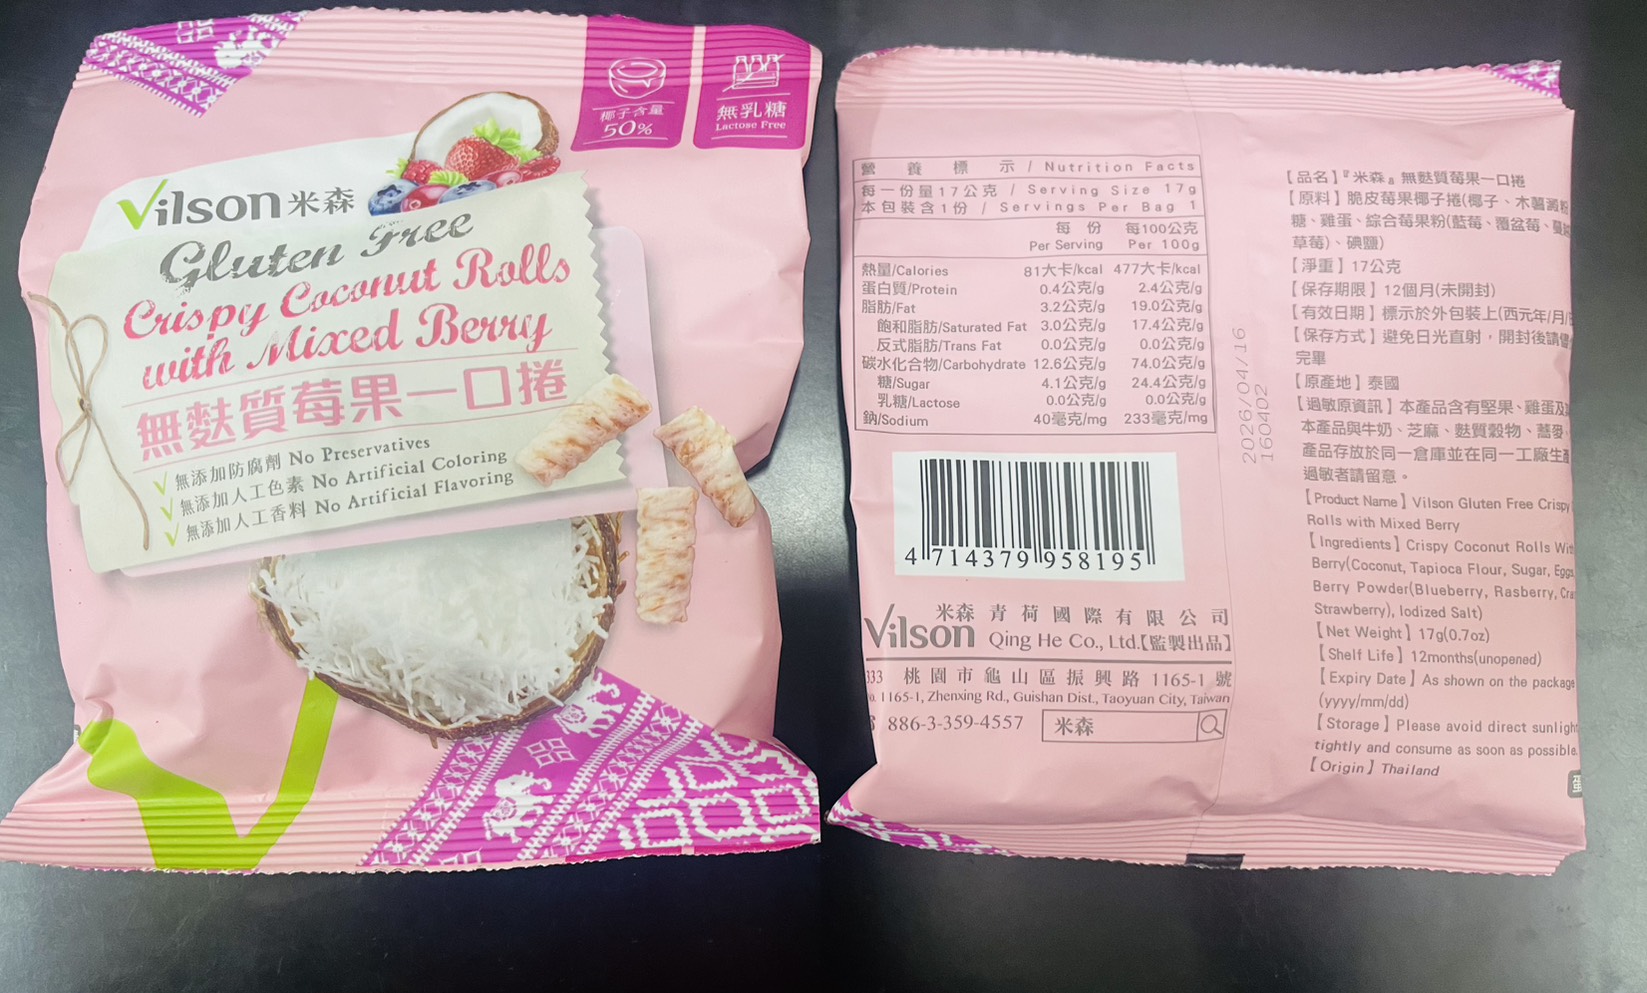 椰子含量
50%
無乳糖
Lactose Free
Vilson 米森
Gluten Free
Crispy Coconut Rolls
with Mixed Berry
無麩質莓果一口捲
無添加防腐劑 No Preservatives
無添加人工色素 No Artificial Coloring
無添加人工香料 No Artificial Flavoring
營養標示 / Nutrition Facts
每一份量17公克 / Serving Size 17g
本包裝含1份 / Servings Per Bag 1
每 份 每100公克
Per Serving Per 100g
熱量/Calories 81大卡/kcal 477大卡/kcal
蛋白質/Protein 0.4公克/g 2.4公克/g
脂肪/Fat 3.2公克/g 19.0公克/g
飽和脂肪/Saturated Fat 3.0公克/g 17.4公克/g
反式脂肪/Trans Fat 0.0公克/g 0.0公克/g
碳水化合物/Carbohydrate 12.6公克/g 74.0公克/g
糖/Sugar 4.1公克/g 24.4公克/g
乳糖/Lactose 0.0公克/g 0.0公克/g
鈉/Sodium 40毫克/mg 233毫克/mg
4 714379 958195
米森 青荷國際有限公司
Vilson Qing He Co., Ltd.【監製出品】
333 桃園市龜山區振興路 1165-1 號
1165-1, Zhenxing Rd., Guishan Dist., Taoyuan City, Taiwan
886-3-359-4557 米森
2026/04/16
160402
【品名】『米森』無麩質莓果一口捲
【原料】脆皮莓果椰子捲(椰子、木薯澱粉
糖、雞蛋、綜合莓果粉(藍莓、覆盆莓、蔓
草莓)、碘鹽)
【淨重】17公克
【保存期限】12個月(未開封)
【有效日期】標示於外包裝上(西元年/月/
【保存方式】避免日光直射，開封後請
完畢
【原產地】泰國
【過敏原資訊】本產品含有堅果、雞蛋及
本產品與牛奶、芝麻、麩質穀物、蕎麥
產品存放於同一倉庫並在同一工廠生產
過敏者請留意。
【Product Name】Vilson Gluten Free Crispy
Rolls with Mixed Berry
【Ingredients】Crispy Coconut Rolls
Berry(Coconut, Tapioca Flour, Sugar, Eggs
Berry Powder(Blueberry, Rasberry,
Strawberry), Iodized Salt)
【Net Weight】17g(0.7oz)
【Shelf Life】12months(unopened)
【Expiry Date】As shown on the package
(yyyy/mm/dd)
【Storage】Please avoid direct sunlight
tightly and consume as soon as possible.
【Origin】Thailand